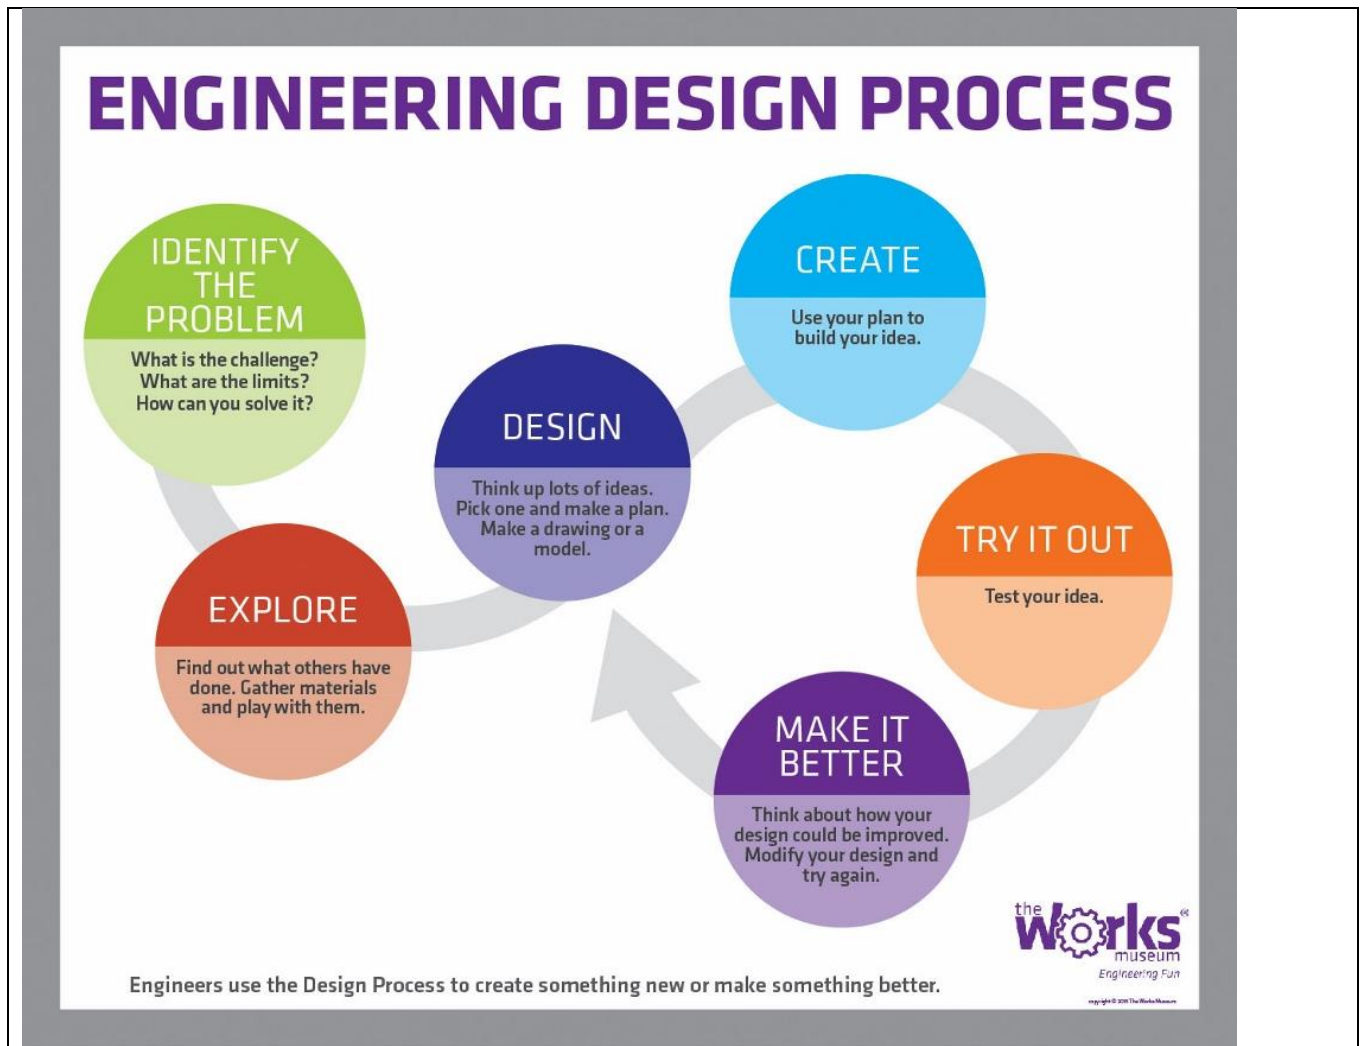 ENGINEERING DESIGN PROCESS
IDENTIFY
THE
PROBLEM
What is the challenge?
What are the limits?
How can you solve it?
EXPLORE
Find out what others have
done. Gather materials
and play with them.
DESIGN
Think up lots of ideas.
Pick one and make a plan.
Make a drawing or a
model.
CREATE
Use your plan to
build your idea.
TRY IT OUT
Test your idea.
MAKE IT
BETTER
Think about how your
design could be improved.
Modify your design and
try again.
the
Works®
museum
Engineering Fun
copyright © 2015 The Works Museum
Engineers use the Design Process to create something new or make something better.